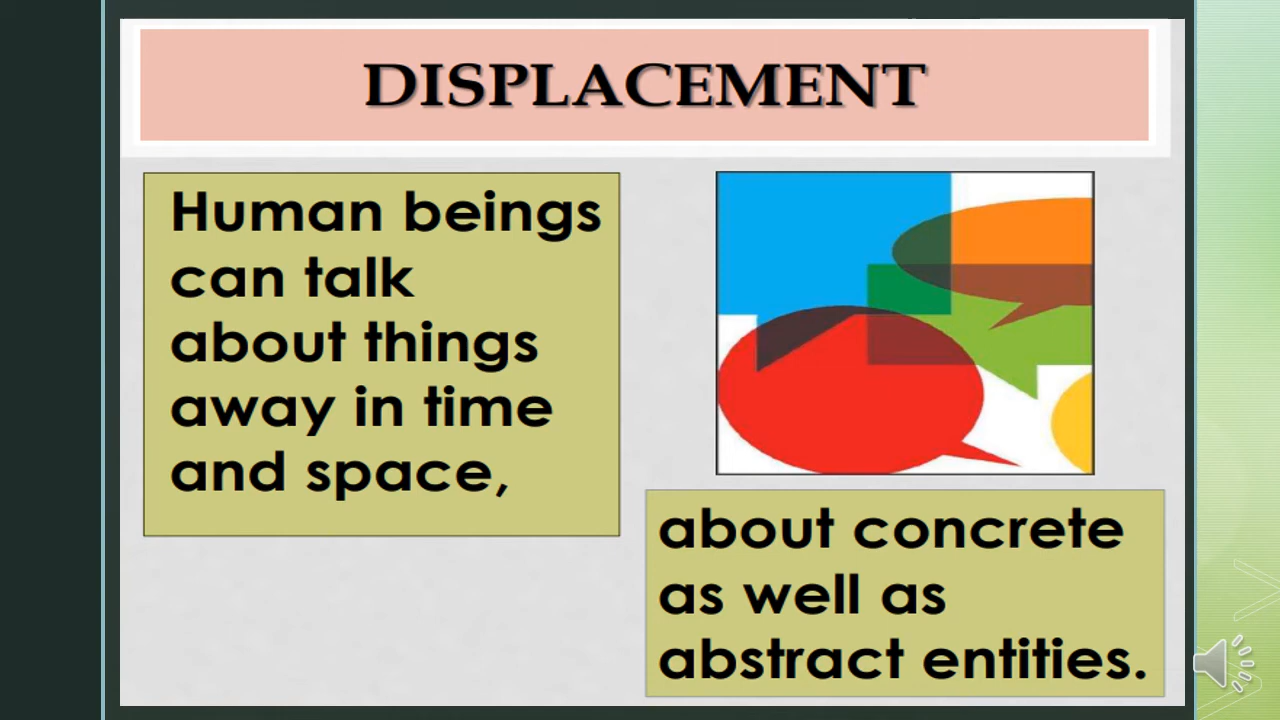 DISPLACEMENT
Human beings
can talk
about things
away in time
and space,
about concrete
as well as
abstract entities.